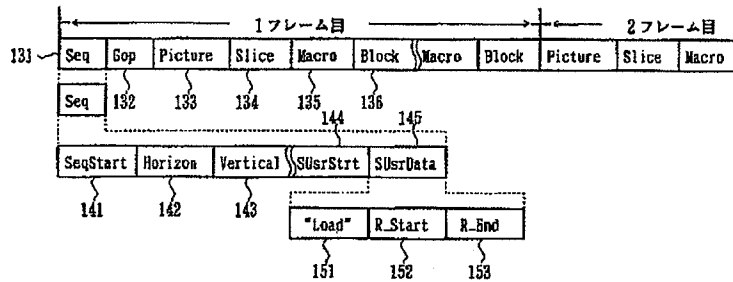 1フレーム目 2フレーム目
131 Seq Gop Picture Slice Macro Block Macro Block Picture Slice Macro
Seq 132 133 134 135 136
144 145
SeqStart Horizon Vertical SUsrStrt SUsrData
141 142 143
"Load" R_Start R_End
151 152 153